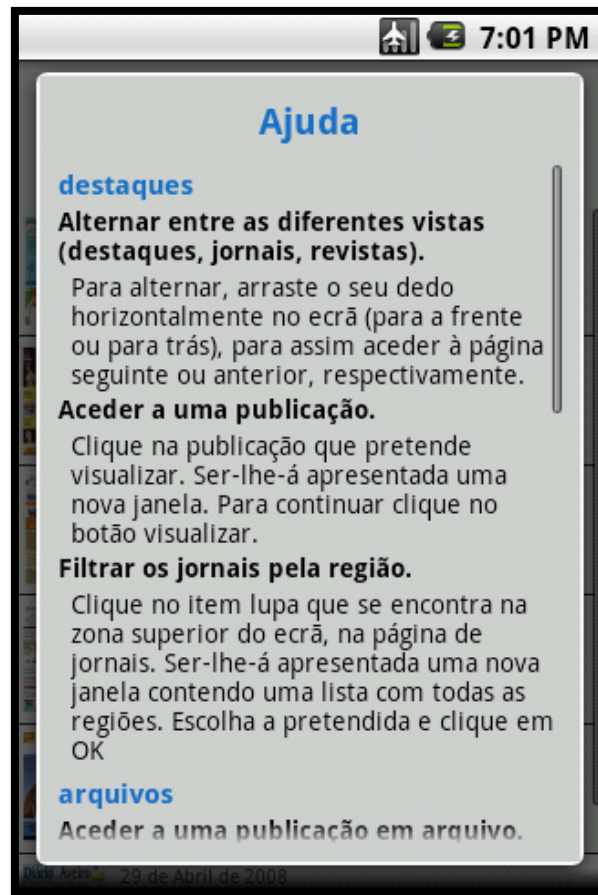 7:01 PM
Ajuda
destaques
Alternar entre as diferentes vistas
(destaques, jornais, revistas).
Para alternar, arraste o seu dedo
horizontalmente no ecrã (para a frente
ou para trás), para assim aceder à página
seguinte ou anterior, respectivamente.
Aceder a uma publicação.
Clique na publicação que pretende
visualizar. Ser-lhe-á apresentada uma
nova janela. Para continuar clique no
botão visualizar.
Filtrar os jornais pela região.
Clique no item lupa que se encontra na
zona superior do ecrã, na página de
jornais. Ser-lhe-á apresentada uma nova
janela contendo uma lista com todas as
regiões. Escolha a pretendida e clique em
OK
arquivos
Aceder a uma publicação em arquivo.
29 de Abril de 2008